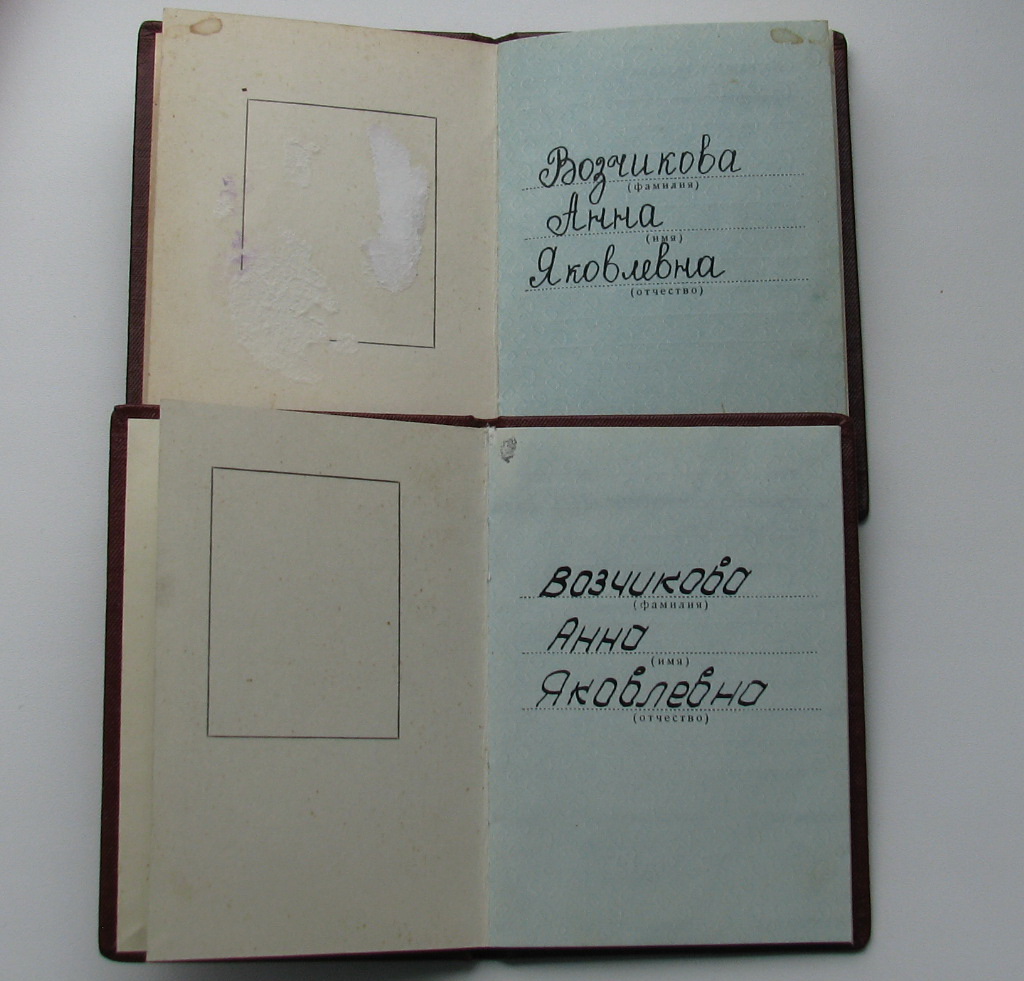 Возчикова
(фамилия)
Анна
(имя)
Яковлевна
(отчество)
Возчикова
(фамилия)
Анна
(имя)
Яковлевна
(отчество)